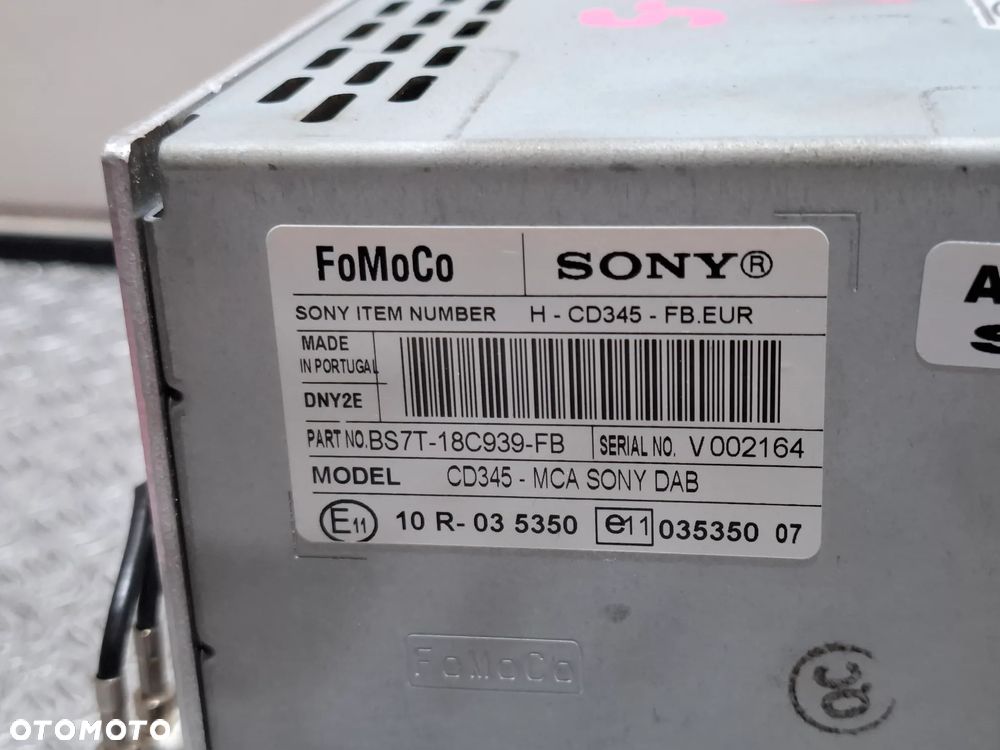 FoMoCo SONY®
SONY ITEM NUMBER H - CD345 - FB.EUR
MADE
IN PORTUGAL
DNY2E
PART NO. BS7T-18C939-FB SERIAL NO. V 002164
MODEL CD345 - MCA SONY DAB
E11 10 R- 03 5350 e11 035350 07
FoMoCo
OTOMOTO